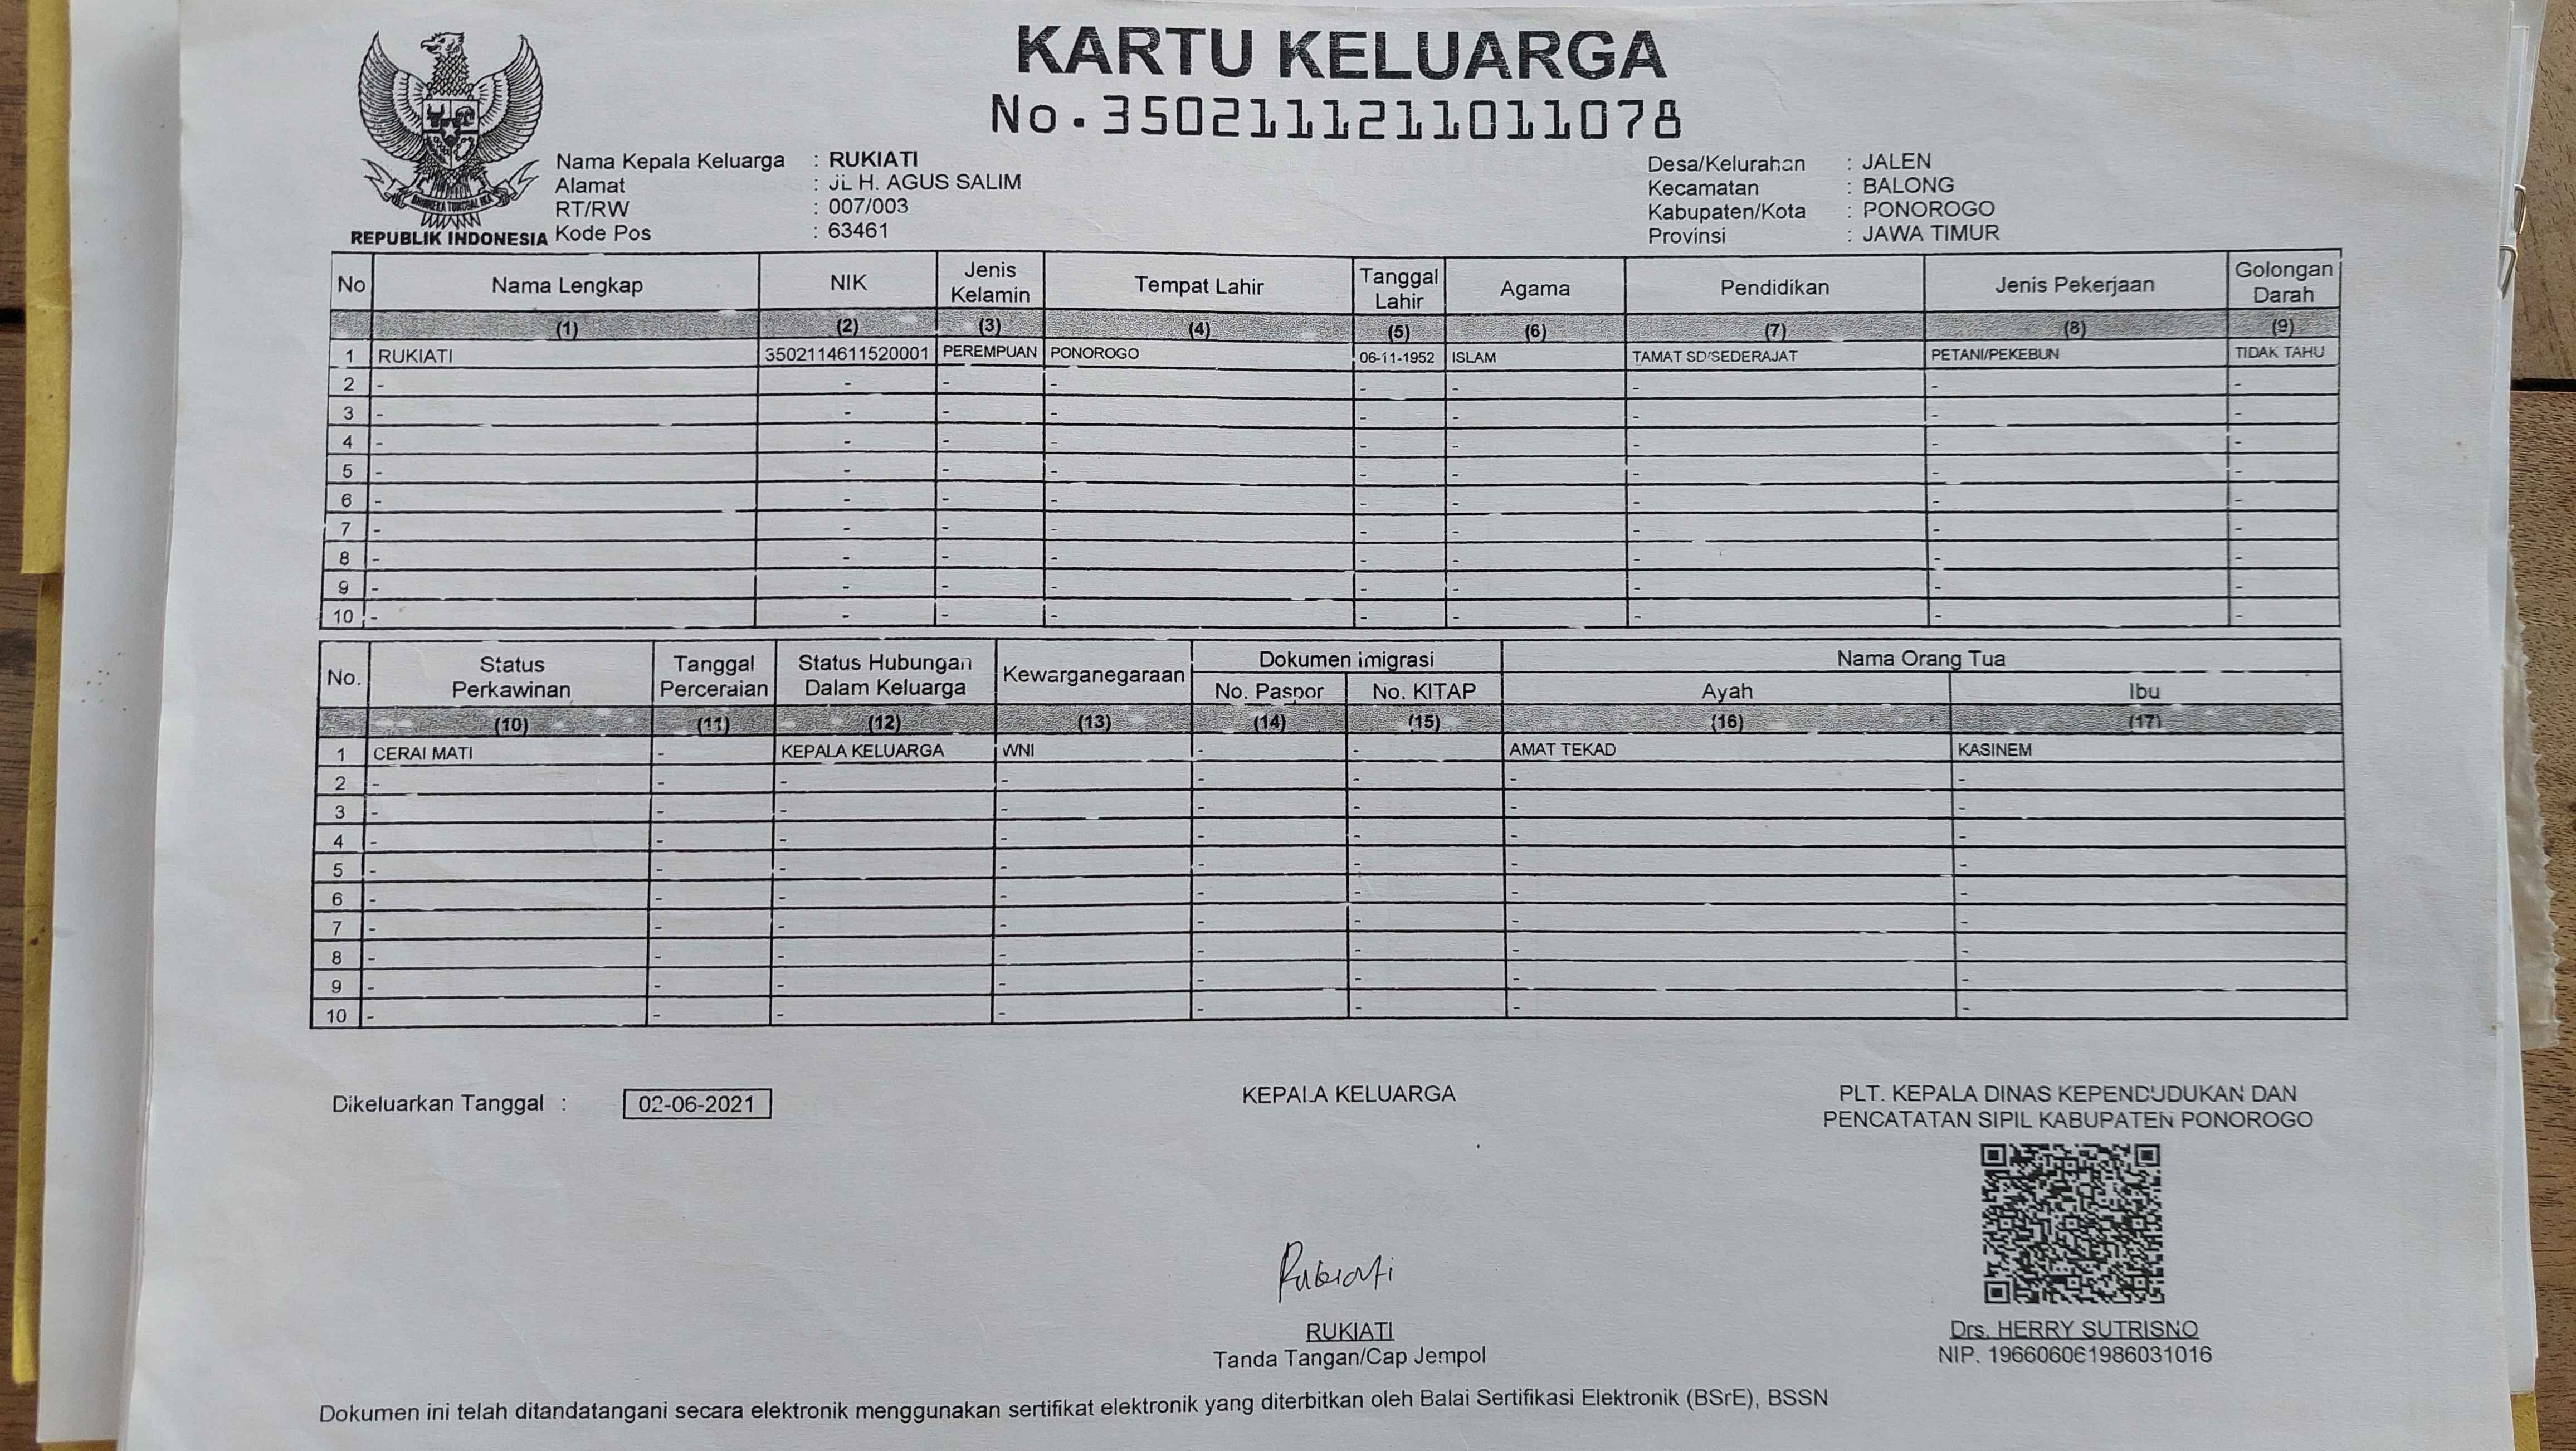 KARTU KELUARGA
No.3502111211011078
Nama Kepala Keluarga : RUKIATI
Alamat : JL H. AGUS SALIM
RT/RW : 007/003
Kode Pos : 63461
Desa/Kelurahan : JALEN
Kecamatan : BALONG
Kabupaten/Kota : PONOROGO
Provinsi : JAWA TIMUR
BHINNEKA TUNGGAL IKA
REPUBLIK INDONESIA
No Nama Lengkap NIK Jenis Kelamin Tempat Lahir Tanggal Lahir Agama Pendidikan Jenis Pekerjaan Golongan Darah
(1) (2) (3) (4) (5) (6) (7) (8) (9)
1 RUKIATI 3502114611520001 PEREMPUAN PONOROGO 06-11-1952 ISLAM TAMAT SD/SEDERAJAT PETANI/PEKEBUN TIDAK TAHU
2 - - - - - - - - -
3 - - - - - - - - -
4 - - - - - - - - -
5 - - - - - - - - -
6 - - - - - - - - -
7 - - - - - - - - -
8 - - - - - - - - -
9 - - - - - - - - -
10 - - - - - - - - -
No. Status Perkawinan Tanggal Perceraian Status Hubungan Dalam Keluarga Kewarganegaraan Dokumen imigrasi Nama Orang Tua
No. Paspor No. KITAP Ayah Ibu
(10) (11) (12) (13) (14) (15) (16) (17)
1 CERAI MATI - KEPALA KELUARGA WNI - - AMAT TEKAD KASINEM
2 - - - - - - - -
3 - - - - - - - -
4 - - - - - - - -
5 - - - - - - - -
6 - - - - - - - -
7 - - - - - - - -
8 - - - - - - - -
9 - - - - - - - -
10 - - - - - - - -
Dikeluarkan Tanggal : 02-06-2021
KEPALA KELUARGA
Rukiati
RUKIATI
Tanda Tangan/Cap Jempol
PLT. KEPALA DINAS KEPENDUDUKAN DAN
PENCATATAN SIPIL KABUPATEN PONOROGO
Drs. HERRY SUTRISNO
NIP. 196606061986031016
Dokumen ini telah ditandatangani secara elektronik menggunakan sertifikat elektronik yang diterbitkan oleh Balai Sertifikasi Elektronik (BSrE), BSSN